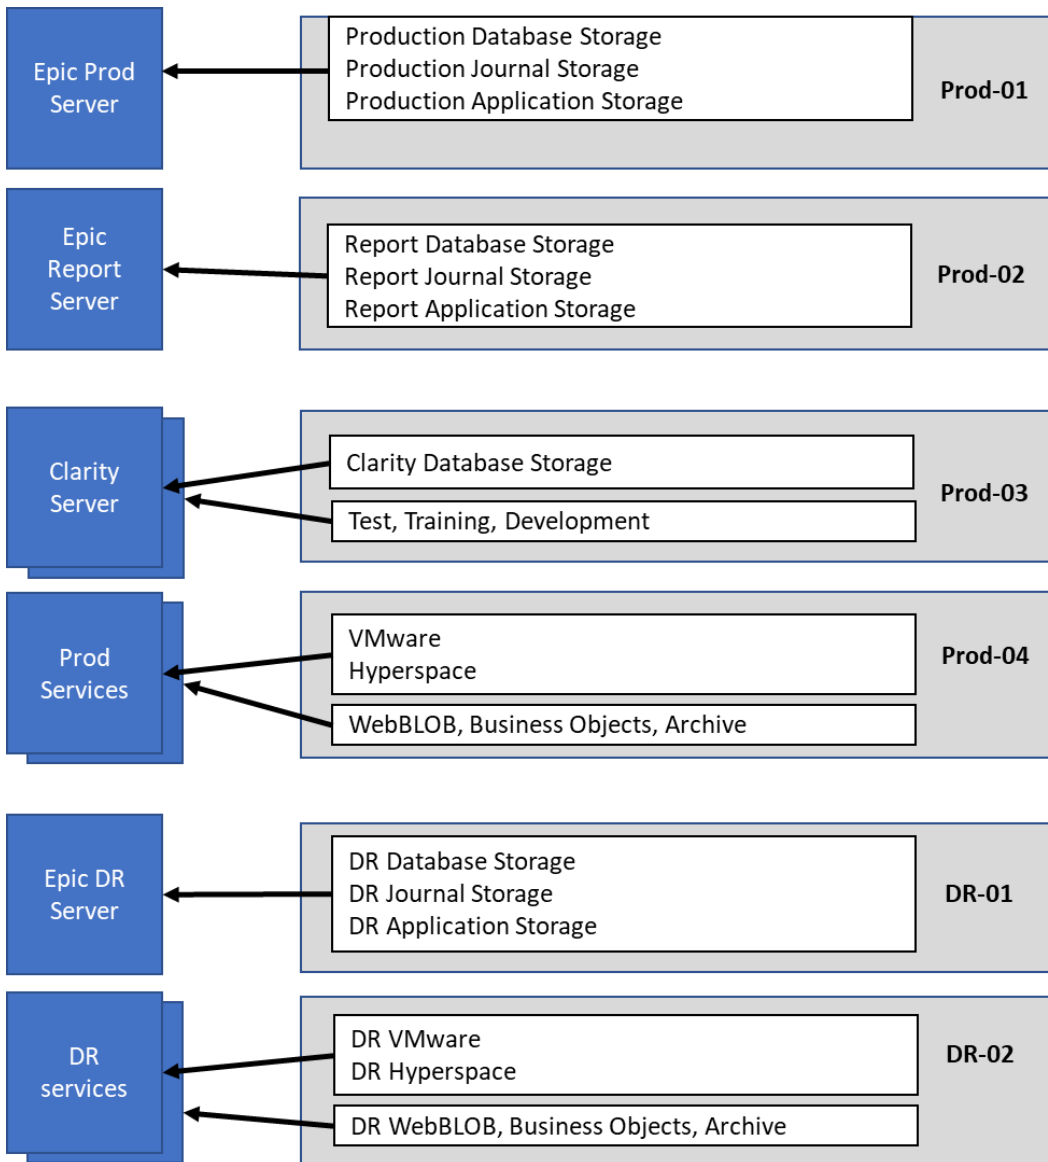 Epic Prod
Server
Production Database Storage
Production Journal Storage
Production Application Storage
Prod-01
Epic
Report
Server
Report Database Storage
Report Journal Storage
Report Application Storage
Prod-02
Clarity
Server
Clarity Database Storage
Test, Training, Development
Prod-03
Prod
Services
VMware
Hyperspace
WebBLOB, Business Objects, Archive
Prod-04
Epic DR
Server
DR Database Storage
DR Journal Storage
DR Application Storage
DR-01
DR
services
DR VMware
DR Hyperspace
DR WebBLOB, Business Objects, Archive
DR-02